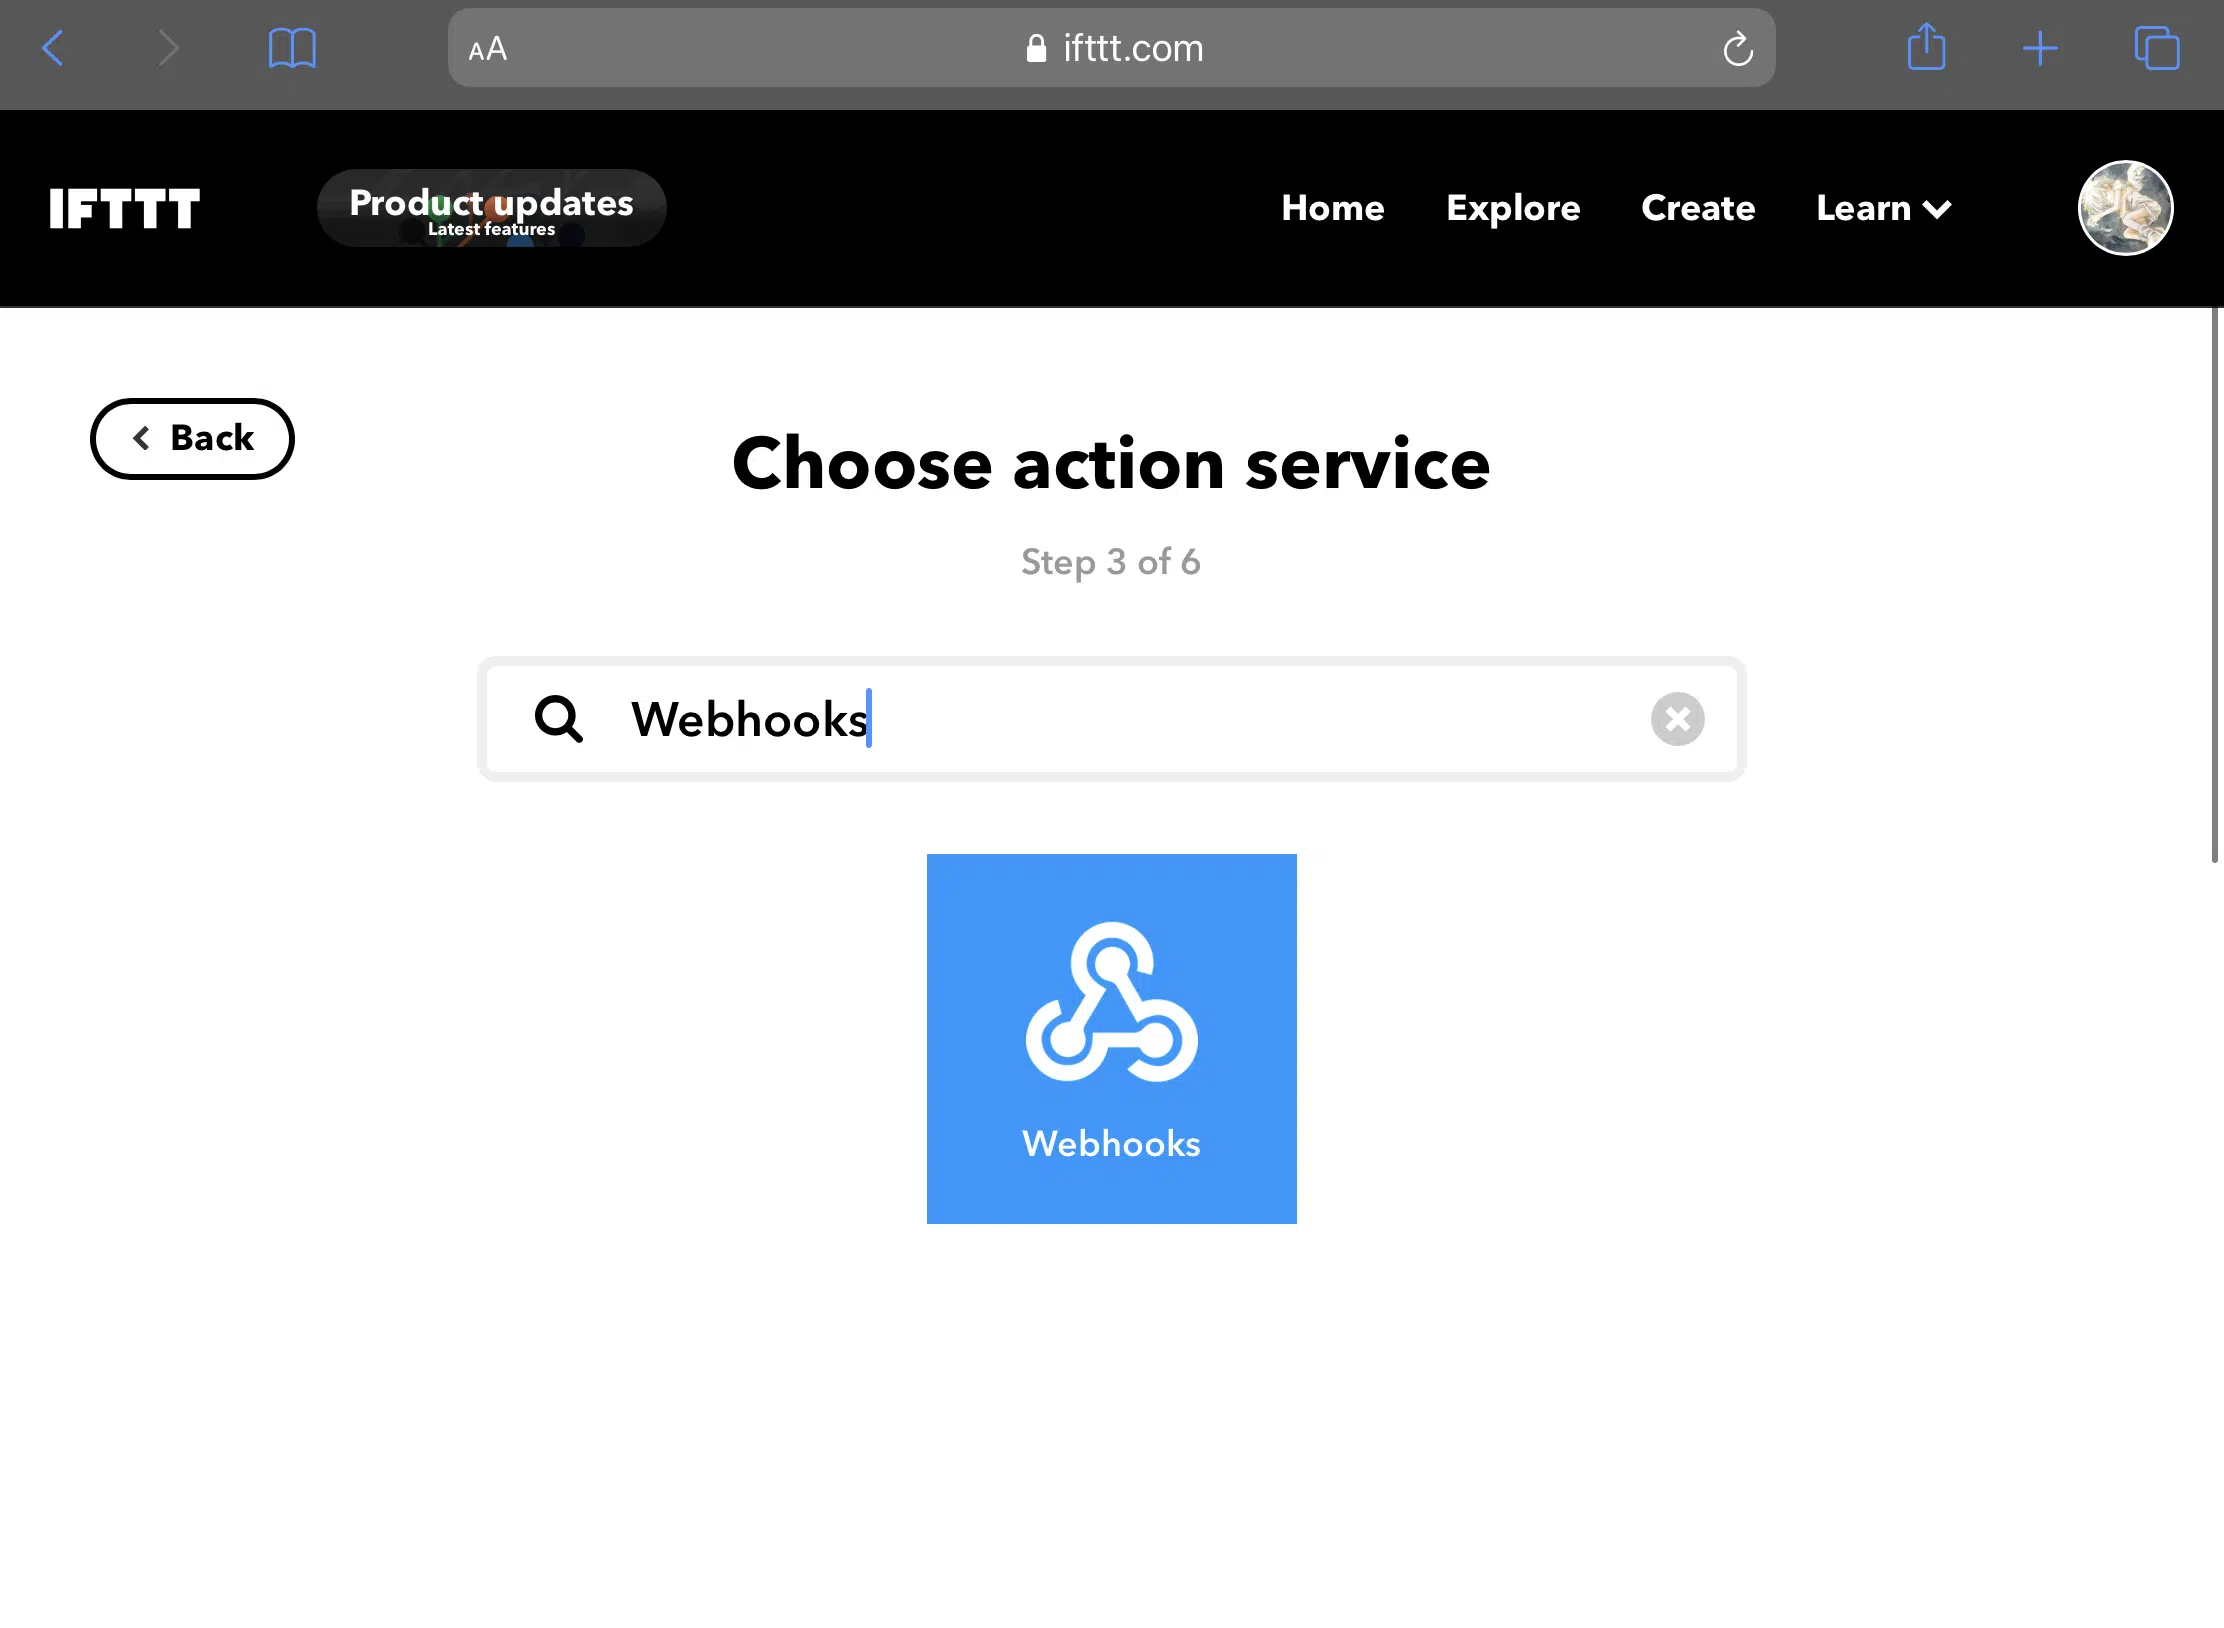 AA
ifttt.com
IFTTT
Product updates
Latest features
Home
Explore
Create
Learn
Back
Choose action service
Step 3 of 6
Webhooks
Webhooks